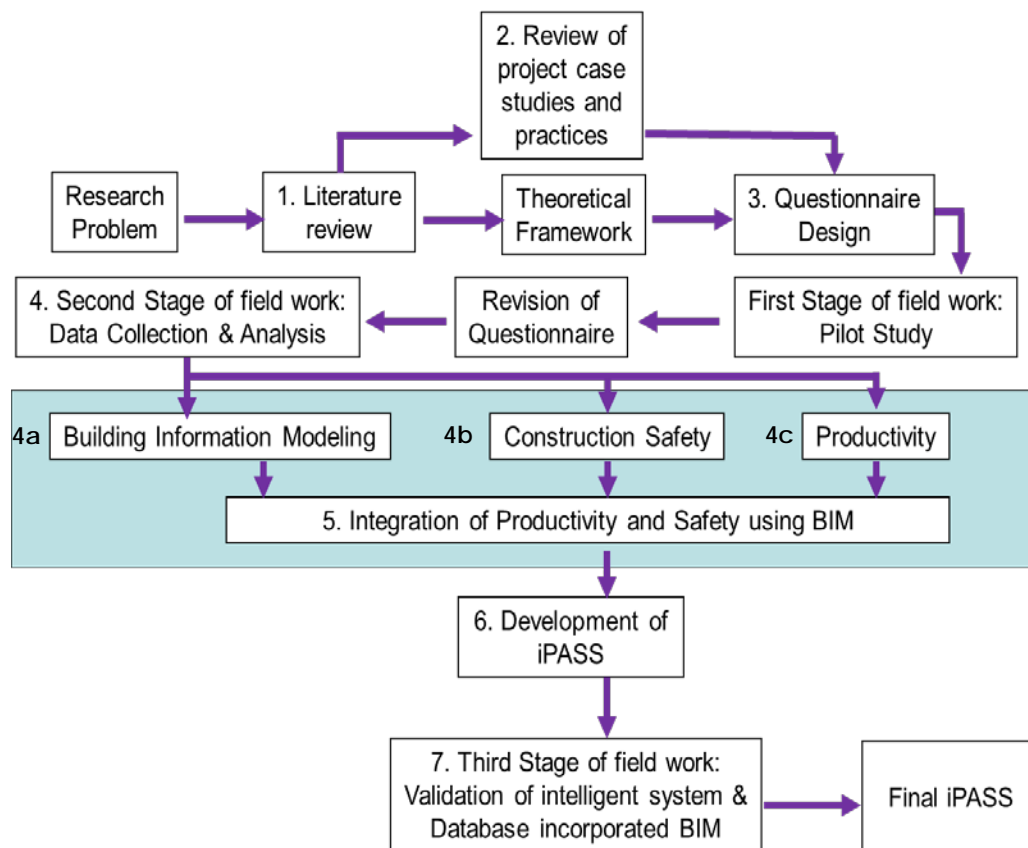 2. Review of
project case
studies and
practices
Research
Problem
1. Literature
review
Theoretical
Framework
3. Questionnaire
Design
4. Second Stage of field work:
Data Collection & Analysis
Revision of
Questionnaire
First Stage of field work:
Pilot Study
4a
Building Information Modeling
4b
Construction Safety
4c
Productivity
5. Integration of Productivity and Safety using BIM
6. Development of
iPASS
7. Third Stage of field work:
Validation of intelligent system &
Database incorporated BIM
Final iPASS